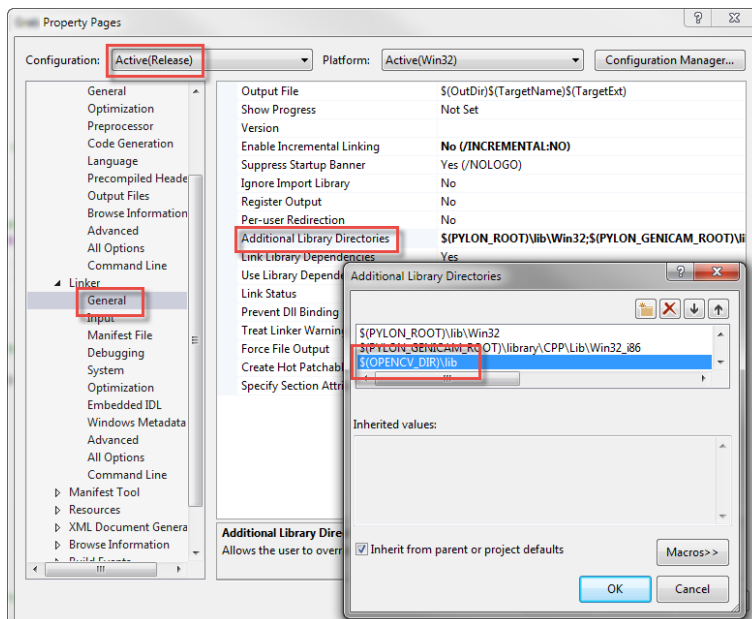 Property Pages
Configuration: Active(Release) Platform: Active(Win32) Configuration Manager...
General
Optimization
Preprocessor
Code Generation
Language
Precompiled Heade
Output Files
Browse Information
Advanced
All Options
Command Line
Linker
General
Input
Manifest File
Debugging
System
Optimization
Embedded IDL
Windows Metadata
Advanced
All Options
Command Line
Manifest Tool
Resources
XML Document Genera
Browse Information
Build Events
Output File $(OutDir)$(TargetName)$(TargetExt)
Show Progress Not Set
Version
Enable Incremental Linking No (/INCREMENTAL:NO)
Suppress Startup Banner Yes (/NOLOGO)
Ignore Import Library No
Register Output No
Per-user Redirection No
Additional Library Directories $(PYLON_ROOT)\lib\Win32;$(PYLON_GENICAM_ROOT)\li
Link Library Dependencies Yes
Use Library Depende
Link Status
Prevent Dll Binding
Treat Linker Warning
Force File Output
Create Hot Patchabl
Specify Section Attri
Additional Library Dire
Allows the user to overr
Additional Library Directories
$(PYLON_ROOT)\lib\Win32
$(PYLON_GENICAM_ROOT)\library\CPP\Lib\Win32_i86
$(OPENCV_DIR)\lib
Inherited values:
Inherit from parent or project defaults
Macros>>
OK Cancel